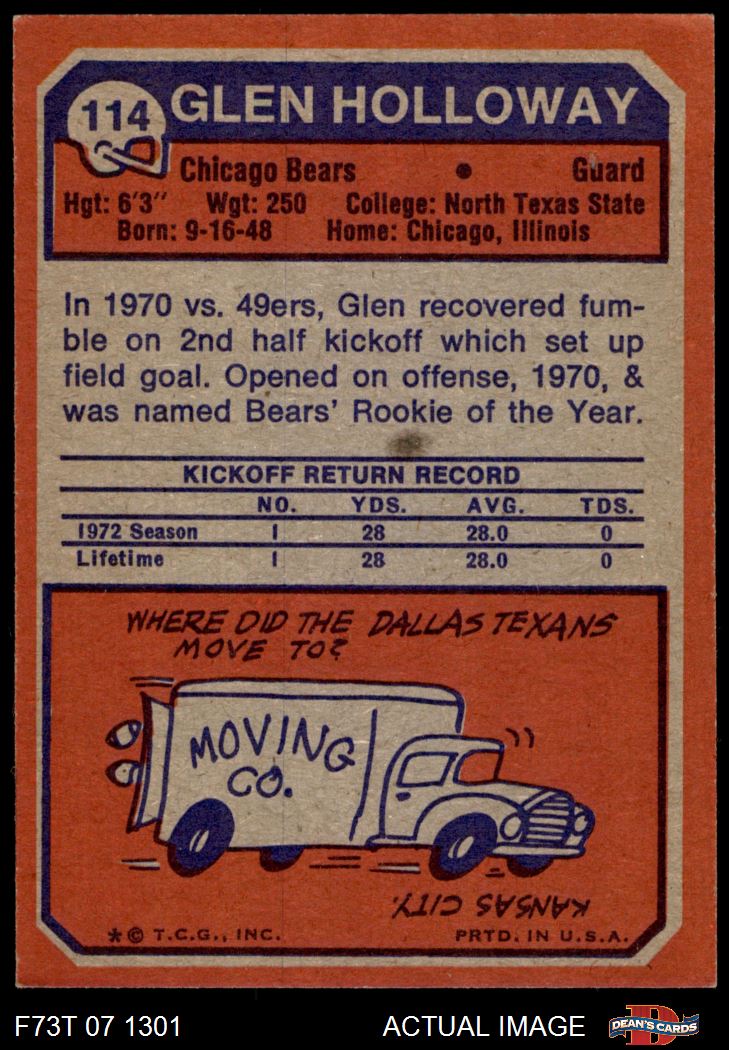 114 GLEN HOLLOWAY
Chicago Bears • Guard
Hgt: 6'3" Wgt: 250 College: North Texas State
Born: 9-16-48 Home: Chicago, Illinois
In 1970 vs. 49ers, Glen recovered fum-
ble on 2nd half kickoff which set up
field goal. Opened on offense, 1970, &
was named Bears' Rookie of the Year.
KICKOFF RETURN RECORD
NO. YDS. AVG. TDS.
1972 Season 1 28 28.0 0
Lifetime 1 28 28.0 0
WHERE DID THE DALLAS TEXANS
MOVE TO?
MOVING
CO.
KANSAS CITY.
* © T.C.G., INC. PRTD. IN U.S.A.
F73T 07 1301 ACTUAL IMAGE D DEAN'S CARDS